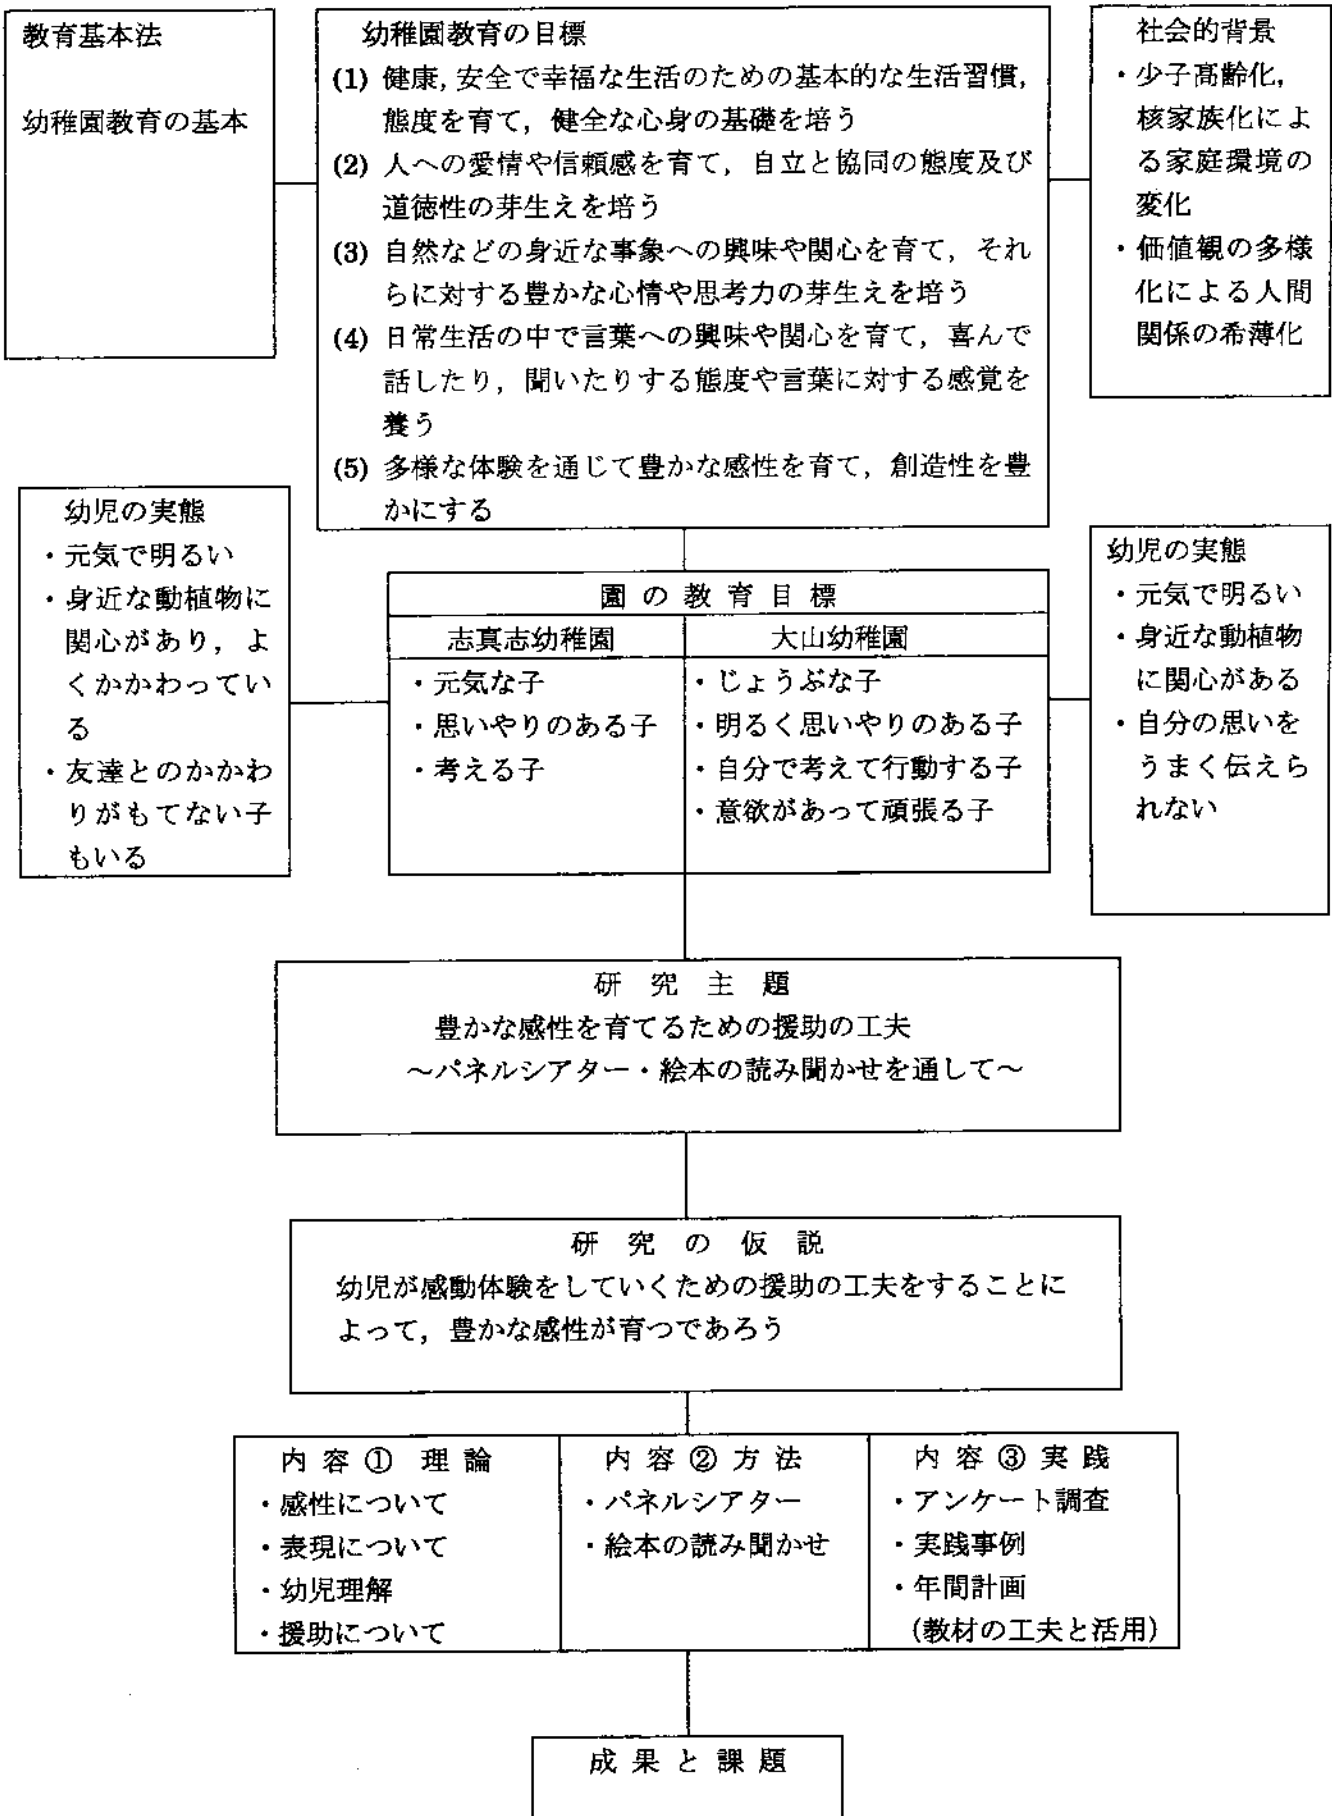 教育基本法
幼稚園教育の基本
幼稚園教育の目標
(1) 健康,安全で幸福な生活のための基本的な生活習慣,
態度を育て,健全な心身の基礎を培う
(2) 人への愛情や信頼感を育て,自立と協同の態度及び
道徳性の芽生えを培う
(3) 自然などの身近な事象への興味や関心を育て,それ
らに対する豊かな心情や思考力の芽生えを培う
(4) 日常生活の中で言葉への興味や関心を育て,喜んで
話したり,聞いたりする態度や言葉に対する感覚を
養う
(5) 多様な体験を通じて豊かな感性を育て,創造性を豊
かにする
社会的背景
・少子高齢化,
核家族化によ
る家庭環境の
変化
・価値観の多様
化による人間
関係の希薄化
幼児の実態
・元気で明るい
・身近な動植物に
関心があり,よ
くかかわってい
る
・友達とのかかわ
りがもてない子
もいる
園の教育目標
志真志幼稚園
・元気な子
・思いやりのある子
・考える子
大山幼稚園
・じょうぶな子
・明るく思いやりのある子
・自分で考えて行動する子
・意欲があって頑張る子
幼児の実態
・元気で明るい
・身近な動植物
に関心がある
・自分の思いを
うまく伝えら
れない
研究主題
豊かな感性を育てるための援助の工夫
～パネルシアター・絵本の読み聞かせを通して～
研究の仮説
幼児が感動体験をしていくための援助の工夫をすることに
よって,豊かな感性が育つであろう
内容① 理論
・感性について
・表現について
・幼児理解
・援助について
内容②方法
・パネルシアター
・絵本の読み聞かせ
内容③実践
・アンケート調査
・実践事例
・年間計画
(教材の工夫と活用)
成果と課題